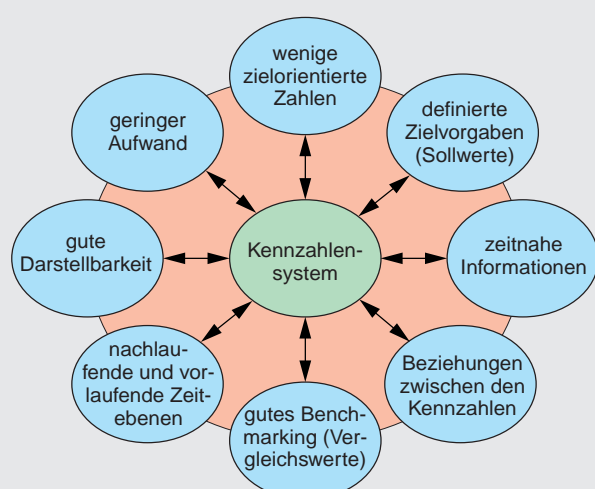 wenige
zielorientierte
Zahlen
definierte
Zielvorgaben
(Sollwerte)
zeitnahe
Informationen
Beziehungen
zwischen den
Kennzahlen
gutes Bench-
marking (Ver-
gleichswerte)
nachlau-
fende und vor-
laufende Zeit-
ebenen
gute
Darstellbarkeit
geringer
Aufwand
Kennzahlen-
system